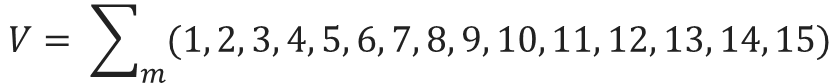 V = ∑m(1, 2, 3, 4, 5, 6, 7, 8, 9, 10, 11, 12, 13, 14, 15)